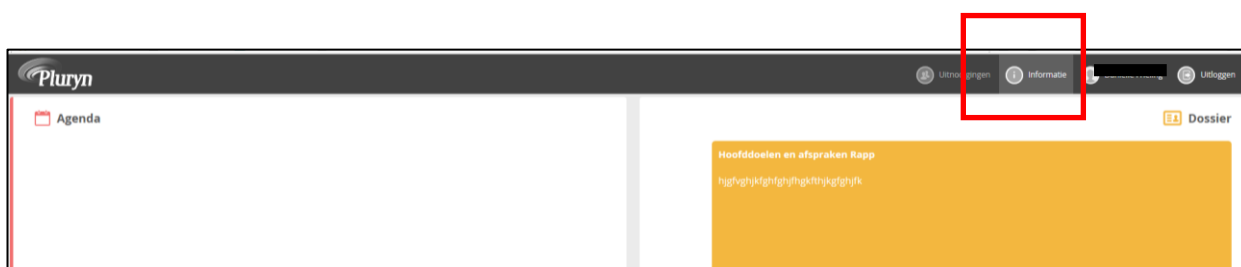 Pluryn
Uitnodigingen Informatie Uitloggen
Agenda
Dossier
Hoofddoelen en afspraken Rapp
hjgfvghjkfghfghjfhgkfthjkgfghjfk